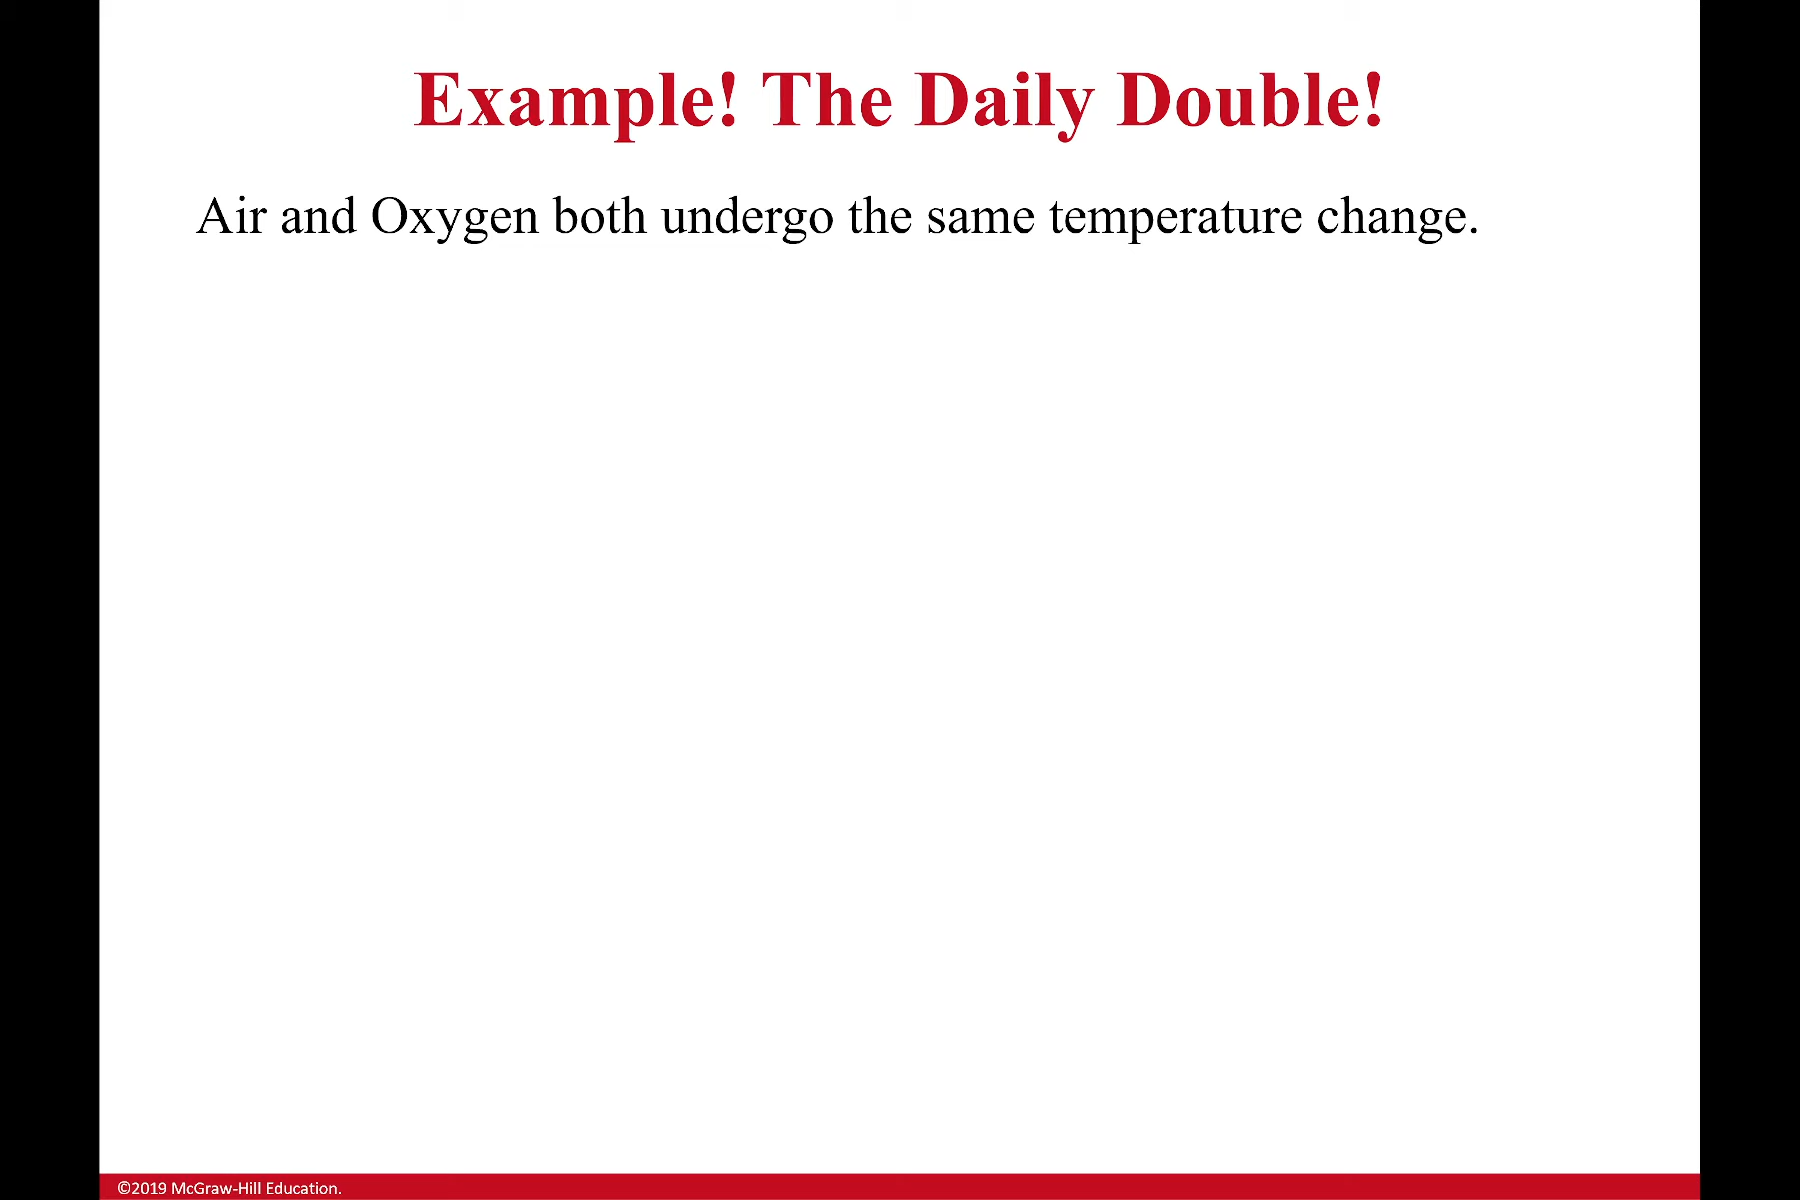 Example! The Daily Double!
Air and Oxygen both undergo the same temperature change.
©2019 McGraw-Hill Education.